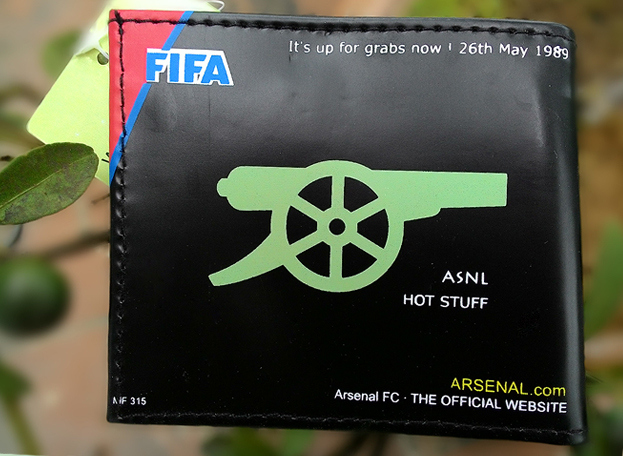 It's up for grabs now ı 26th May 1989
FIFA
ASNL
HOT STUFF
ARSENAL.com
Arsenal FC · THE OFFICIAL WEBSITE
315